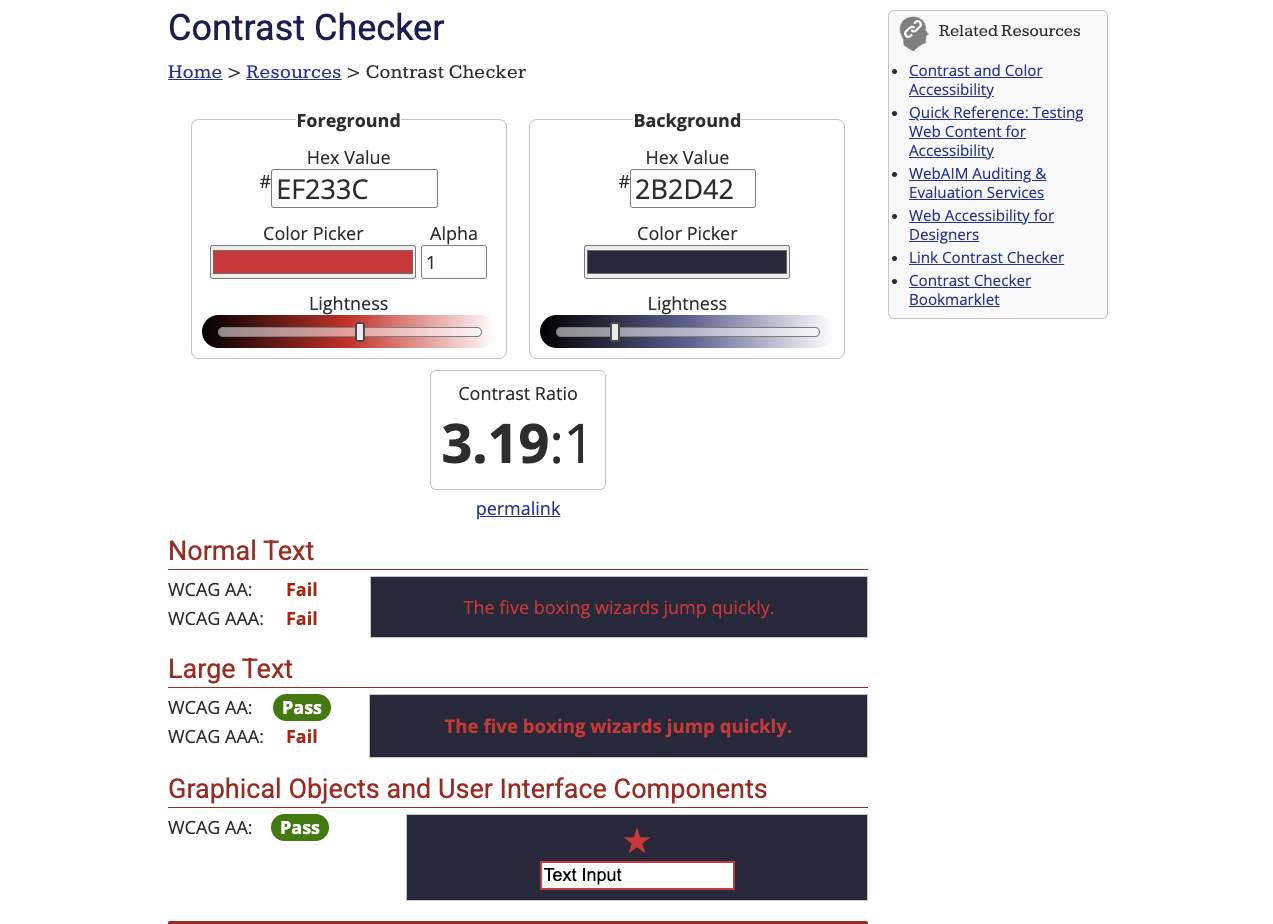 Contrast Checker
Home > Resources > Contrast Checker
Foreground
Hex Value
#EF233C
Color Picker
Alpha
1
Lightness
Background
Hex Value
#2B2D42
Color Picker
Lightness
Contrast Ratio
3.19:1
permalink
Normal Text
WCAG AA: Fail
WCAG AAA: Fail
The five boxing wizards jump quickly.
Large Text
WCAG AA: Pass
WCAG AAA: Fail
The five boxing wizards jump quickly.
Graphical Objects and User Interface Components
WCAG AA: Pass
Text Input
Related Resources
Contrast and Color
Accessibility
Quick Reference: Testing
Web Content for
Accessibility
WebAIM Auditing &
Evaluation Services
Web Accessibility for
Designers
Link Contrast Checker
Contrast Checker
Bookmarklet